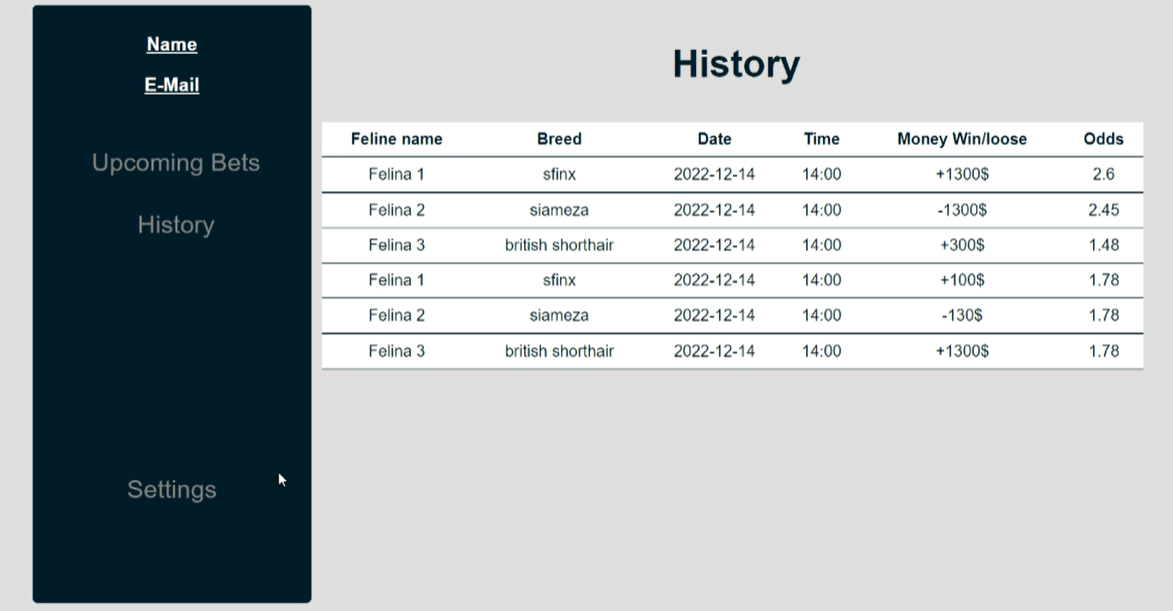 Name
E-Mail
Upcoming Bets
History
Settings
History
Feline name Breed Date Time Money Win/loose Odds
Felina 1 sfinx 2022-12-14 14:00 +1300$ 2.6
Felina 2 siameza 2022-12-14 14:00 -1300$ 2.45
Felina 3 british shorthair 2022-12-14 14:00 +300$ 1.48
Felina 1 sfinx 2022-12-14 14:00 +100$ 1.78
Felina 2 siameza 2022-12-14 14:00 -130$ 1.78
Felina 3 british shorthair 2022-12-14 14:00 +1300$ 1.78